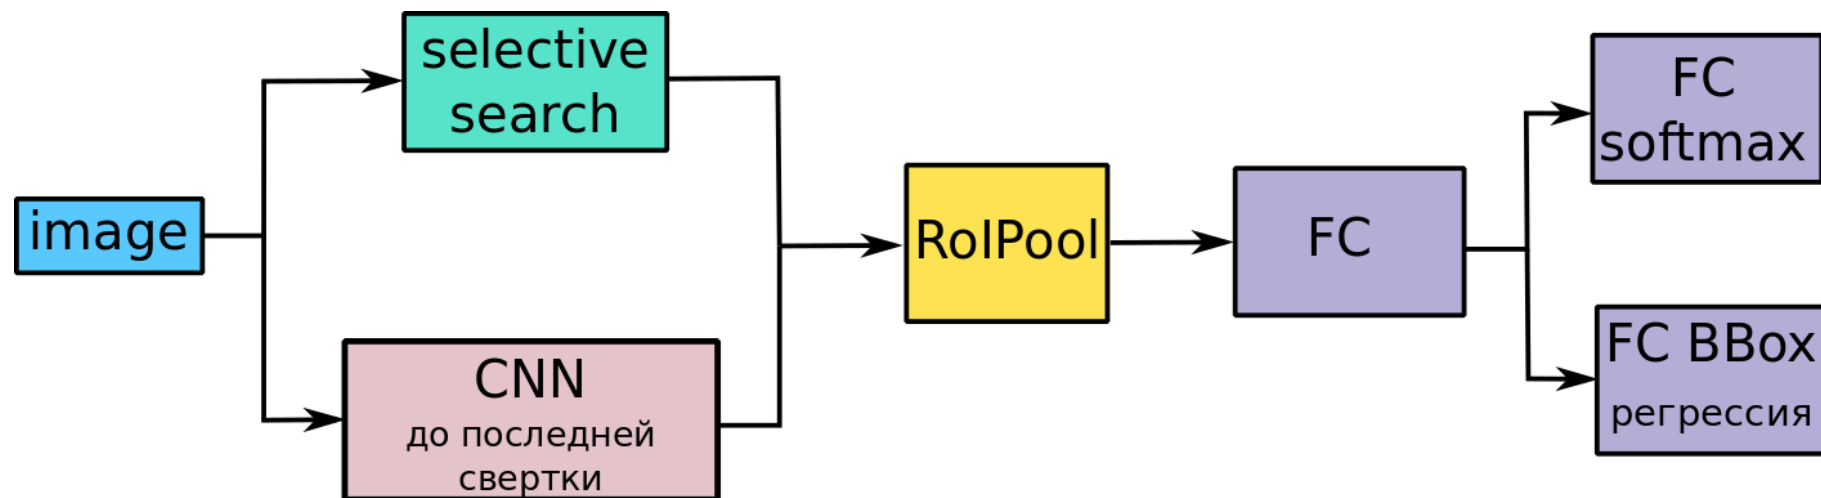 image
selective
search
CNN
до последней
свертки
RoIPool
FC
FC
softmax
FC BBox
регрессия